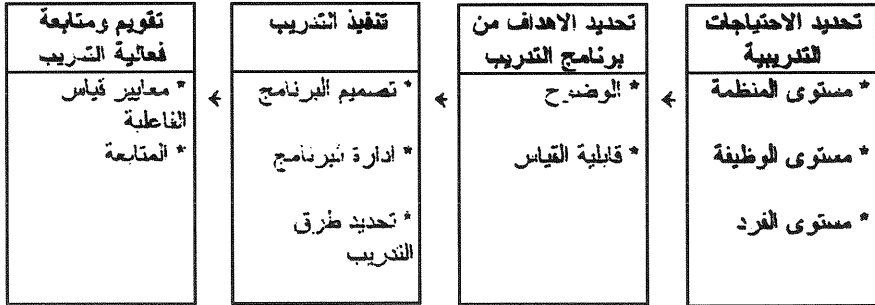 تحديد الاحتياجات
التدريبية
* مستوى المنظمة
* مستوى الوظيفة
* مستوى الفرد
تحديد الاهداف من
برنامج التدريب
* الوضوح
* قابلية القياس
تنفيذ التدريب
* تصميم البرنامج
* ادارة البرنامج
* تحديد طرق
التدريب
تقويم ومتابعة
فعالية التدريب
* معايير قياس
الفاعلية
* المتابعة